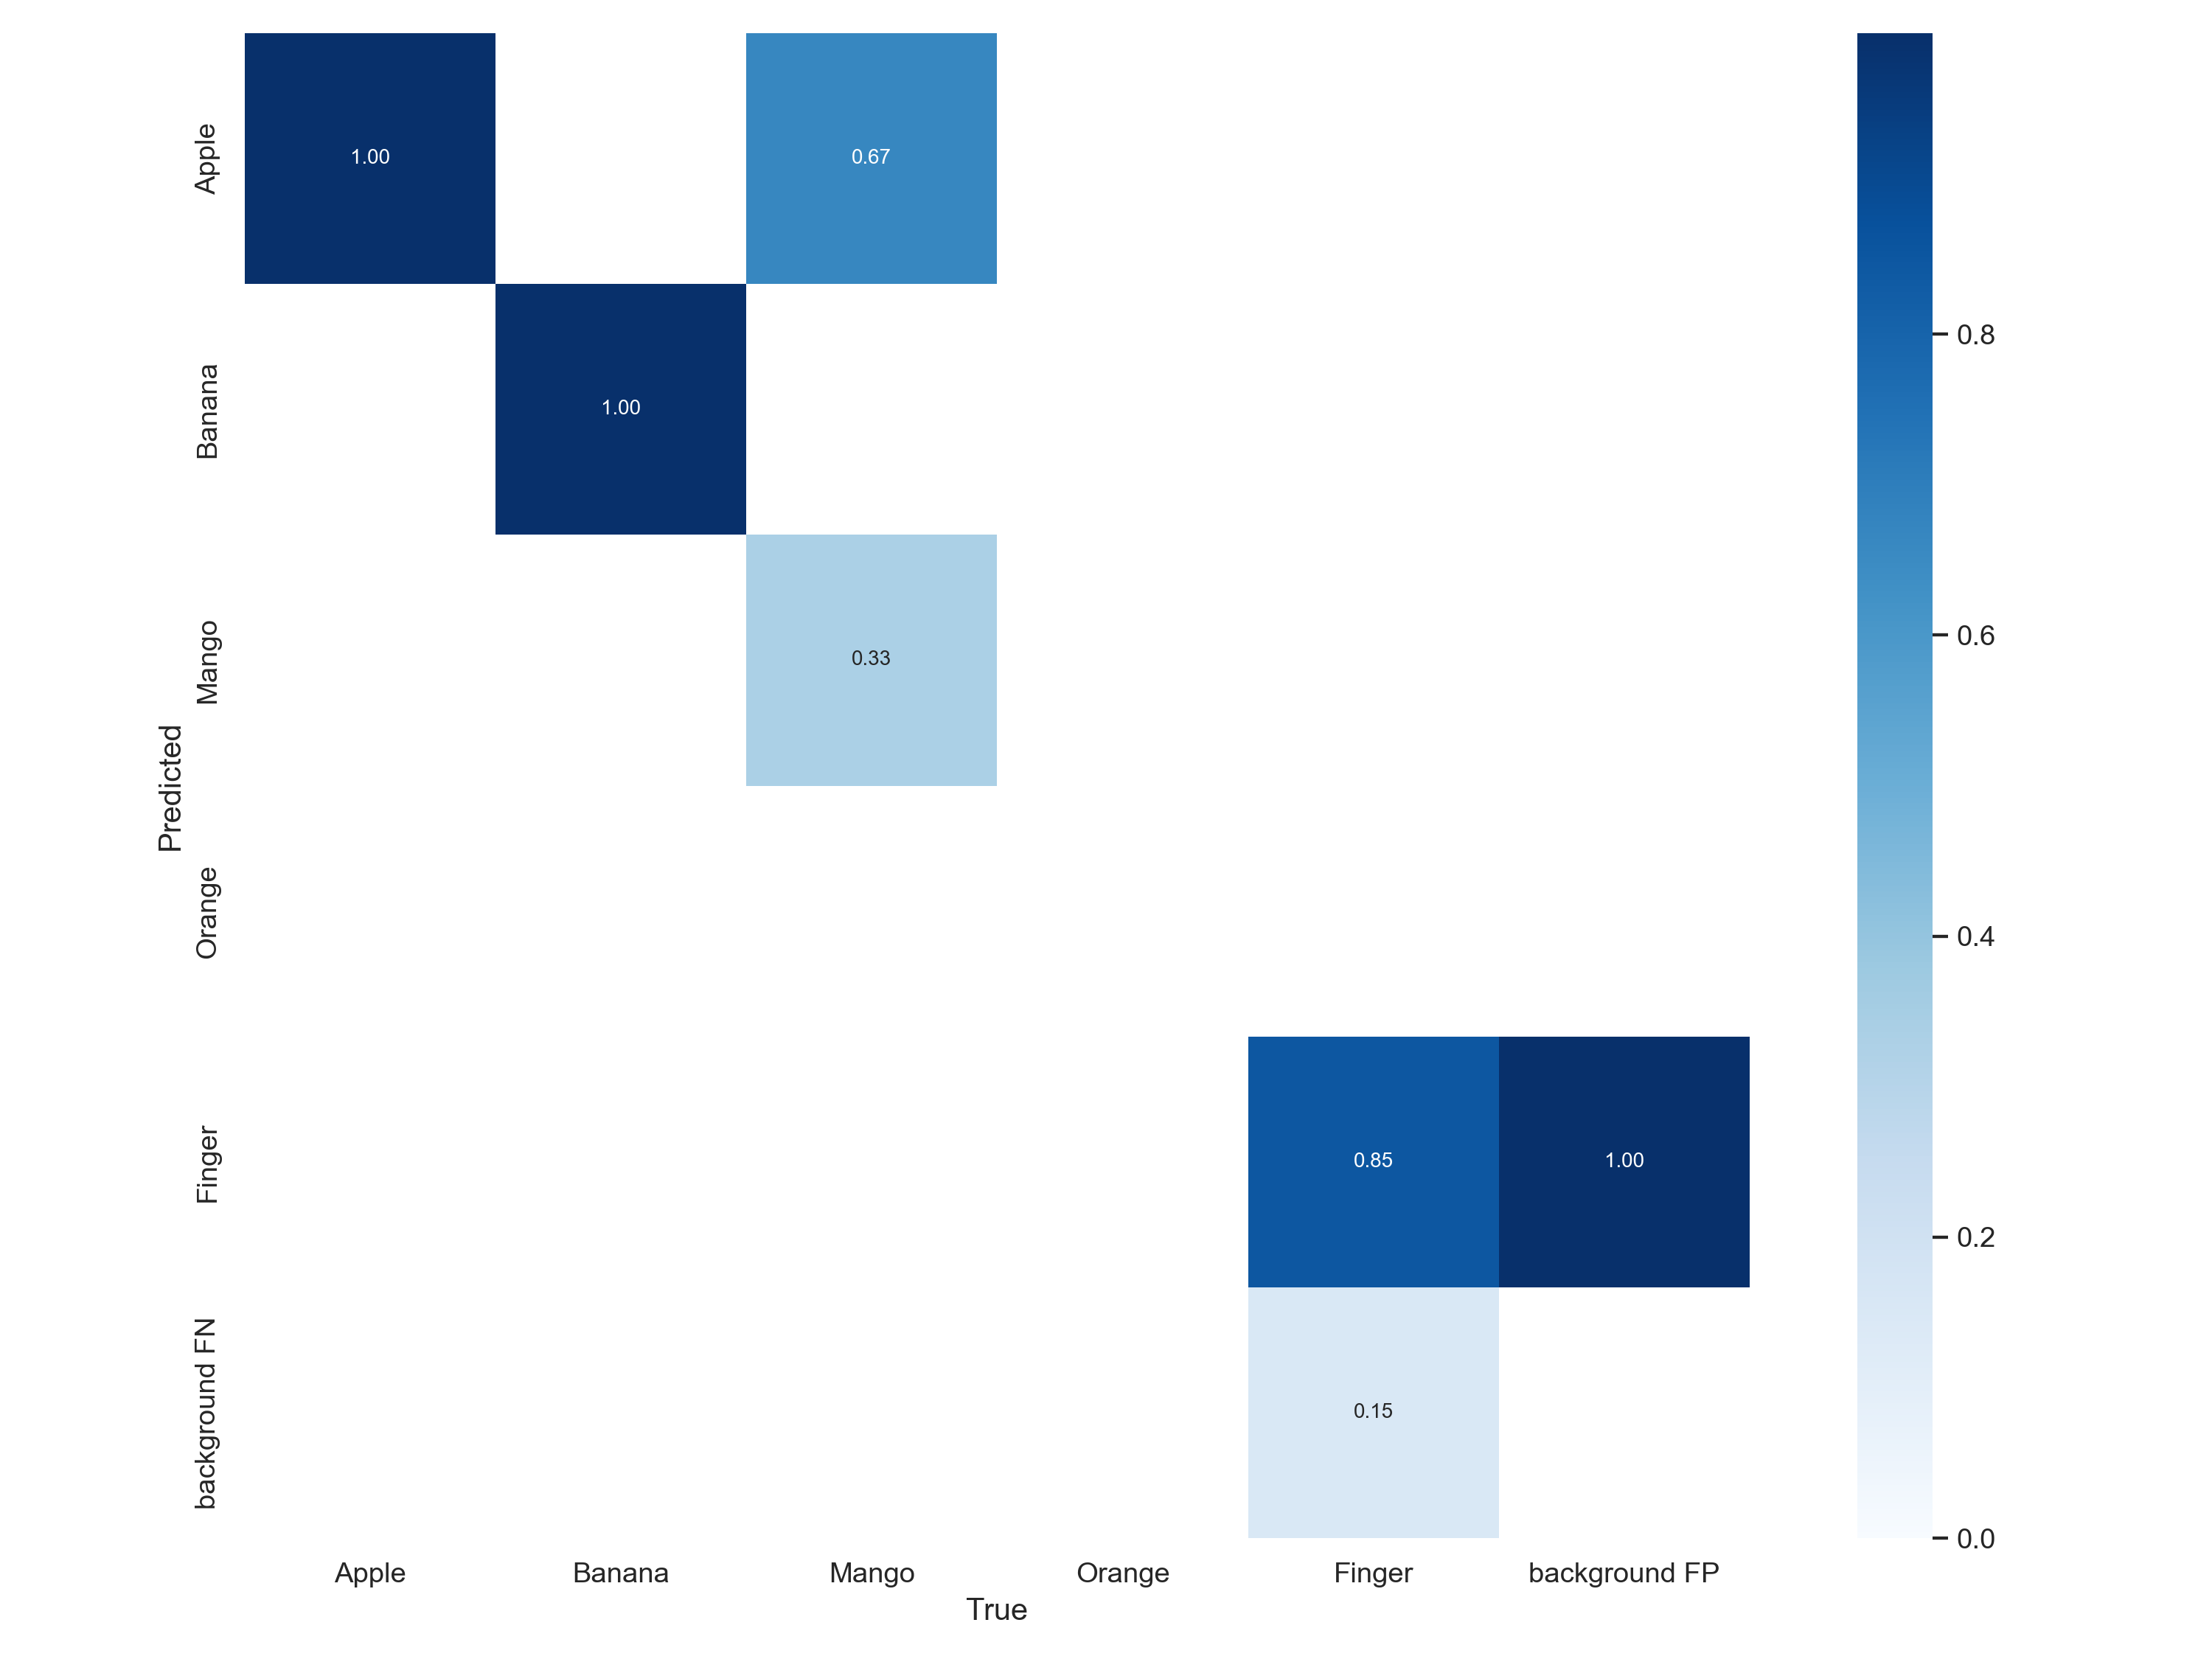 Apple
1.00
0.67
Banana
1.00
0.8
Mango
0.33
0.6
Predicted
Orange
0.4
Finger
0.85
1.00
0.2
background FN
0.15
0.0
Apple Banana Mango Orange Finger background FP
True